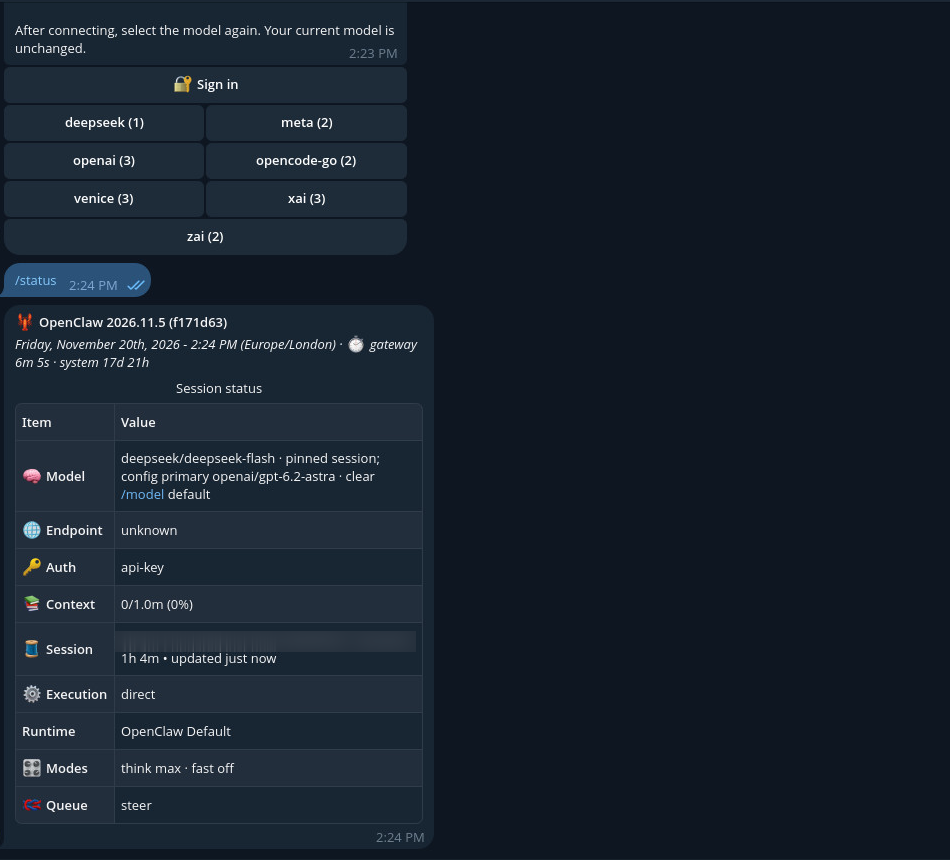 After connecting, select the model again. Your current model is
unchanged.
2:23 PM
Sign in
deepseek (1)
meta (2)
openai (3)
opencode-go (2)
venice (3)
xai (3)
zai (2)
/status 2:24 PM
OpenClaw 2026.11.5 (f171d63)
Friday, November 20th, 2026 - 2:24 PM (Europe/London) · ⏱ gateway
6m 5s · system 17d 21h
Session status
Item Value
Model
deepseek/deepseek-flash · pinned session;
config primary openai/gpt-6.2-astra · clear
/model default
Endpoint unknown
Auth api-key
Context 0/1.0m (0%)
Session
1h 4m • updated just now
Execution direct
Runtime OpenClaw Default
Modes think max · fast off
Queue steer
2:24 PM